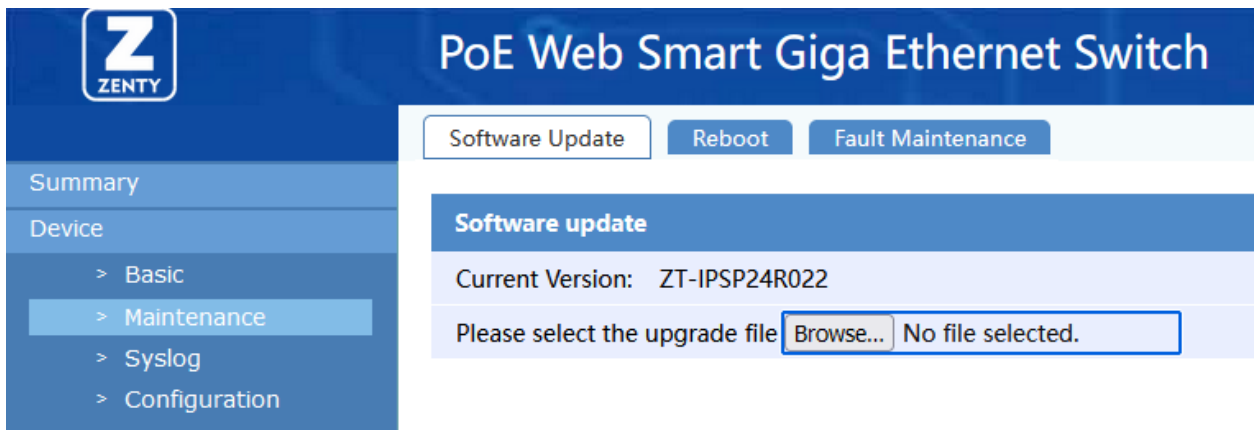 Z
ZENTY
PoE Web Smart Giga Ethernet Switch
Software Update
Reboot
Fault Maintenance
Summary
Device
> Basic
> Maintenance
> Syslog
> Configuration
Software update
Current Version: ZT-IPSP24R022
Please select the upgrade file Browse... No file selected.